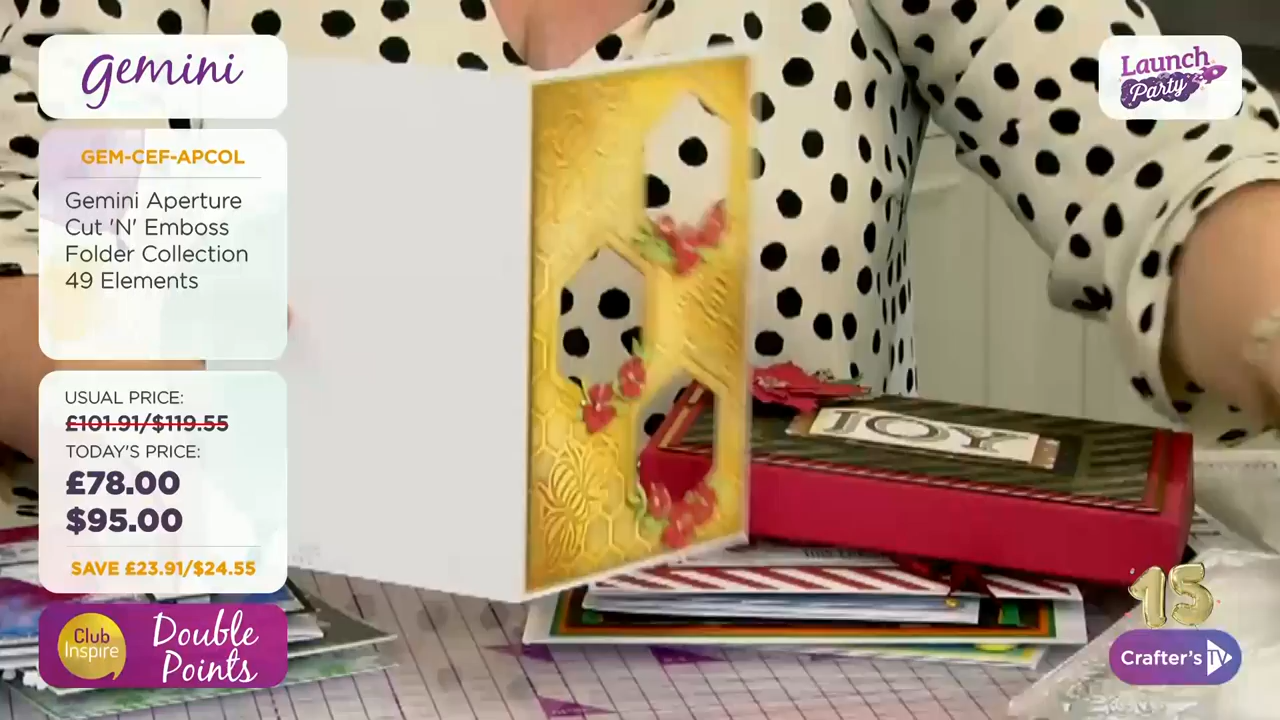 gemini
GEM-CEF-APCOL
Gemini Aperture
Cut 'N' Emboss
Folder Collection
49 Elements
USUAL PRICE:
£101.91/$119.55
TODAY'S PRICE:
£78.00
$95.00
SAVE £23.91/$24.55
Club
Inspire
Double
Points
Launch
Party
JOY
15
Crafter's TV